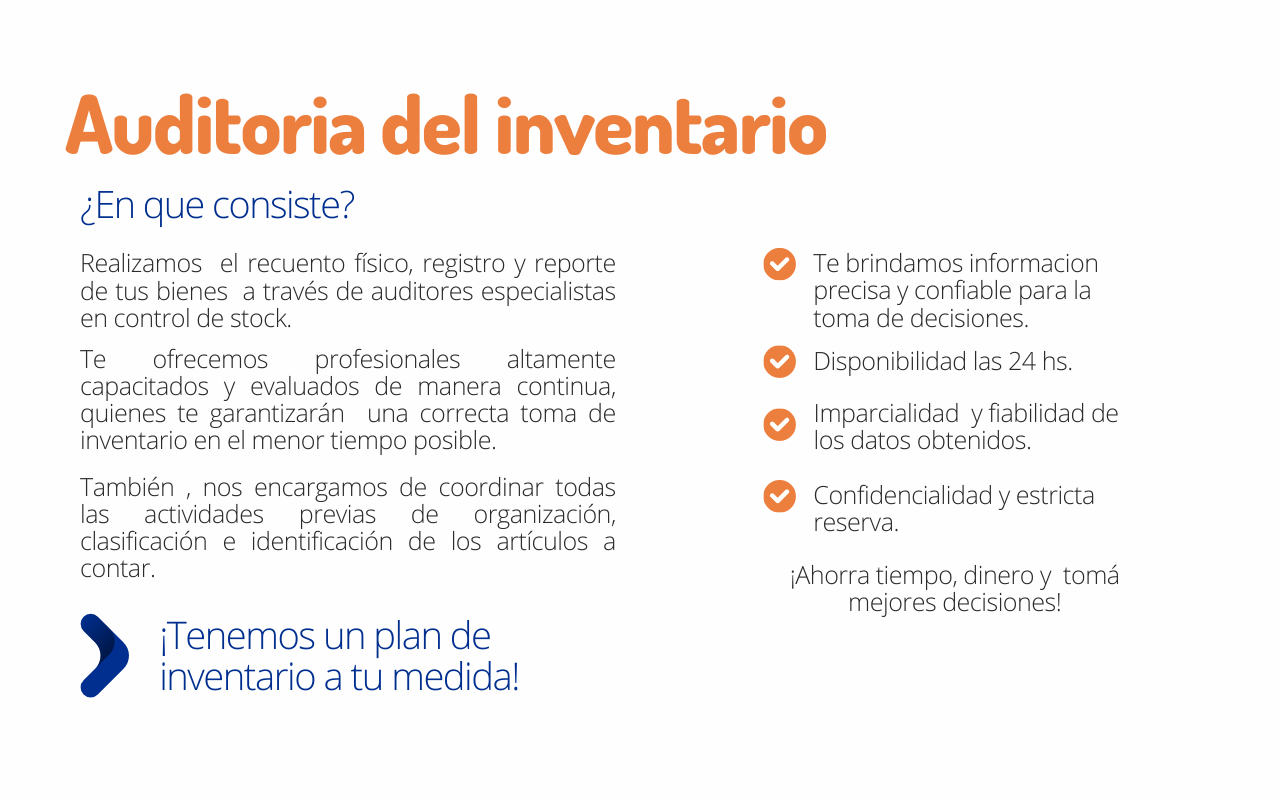 Auditoria del inventario
¿En que consiste?
Realizamos  el recuento físico, registro y reporte
de tus bienes  a través de auditores especialistas
en control de stock.
Te ofrecemos profesionales altamente
capacitados y evaluados de manera continua,
quienes te garantizarán  una correcta toma de
inventario en el menor tiempo posible.
También , nos encargamos de coordinar todas
las actividades previas de organización,
clasificación e identificación de los artículos a
contar.
¡Tenemos un plan de
inventario a tu medida!
Te brindamos informacion
precisa y confiable para la
toma de decisiones.
Disponibilidad las 24 hs.
Imparcialidad  y fiabilidad de
los datos obtenidos.
Confidencialidad y estricta
reserva.
¡Ahorra tiempo, dinero y  tomá
mejores decisiones!